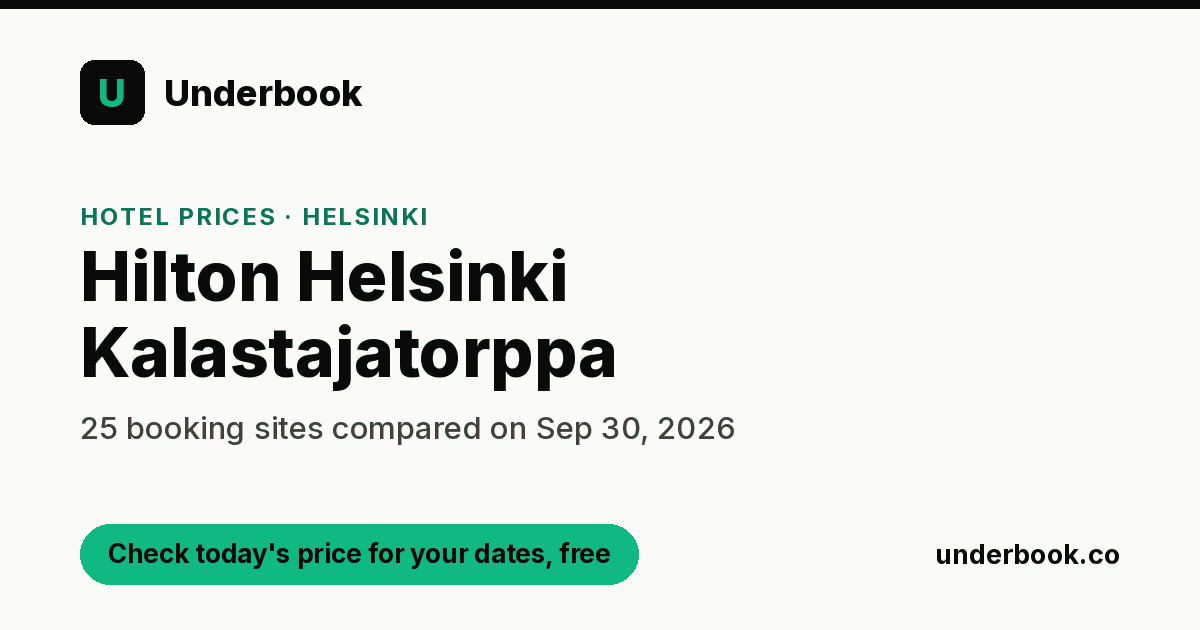 U Underbook
HOTEL PRICES · HELSINKI
Hilton Helsinki
Kalastajatorppa
25 booking sites compared on Sep 30, 2026
Check today's price for your dates, free
underbook.co